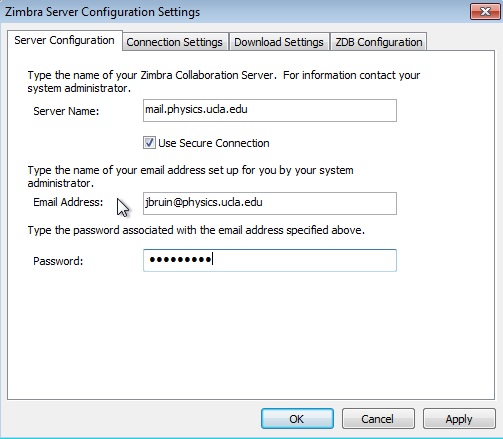 Zimbra Server Configuration Settings
Server Configuration Connection Settings Download Settings ZDB Configuration
Type the name of your Zimbra Collaboration Server. For information contact your
system administrator.
Server Name: mail.physics.ucla.edu
Use Secure Connection
Type the name of your email address set up for you by your system
administrator.
Email Address: jbruin@physics.ucla.edu
Type the password associated with the email address specified above.
Password: ●●●●●●●●●
OK Cancel Apply